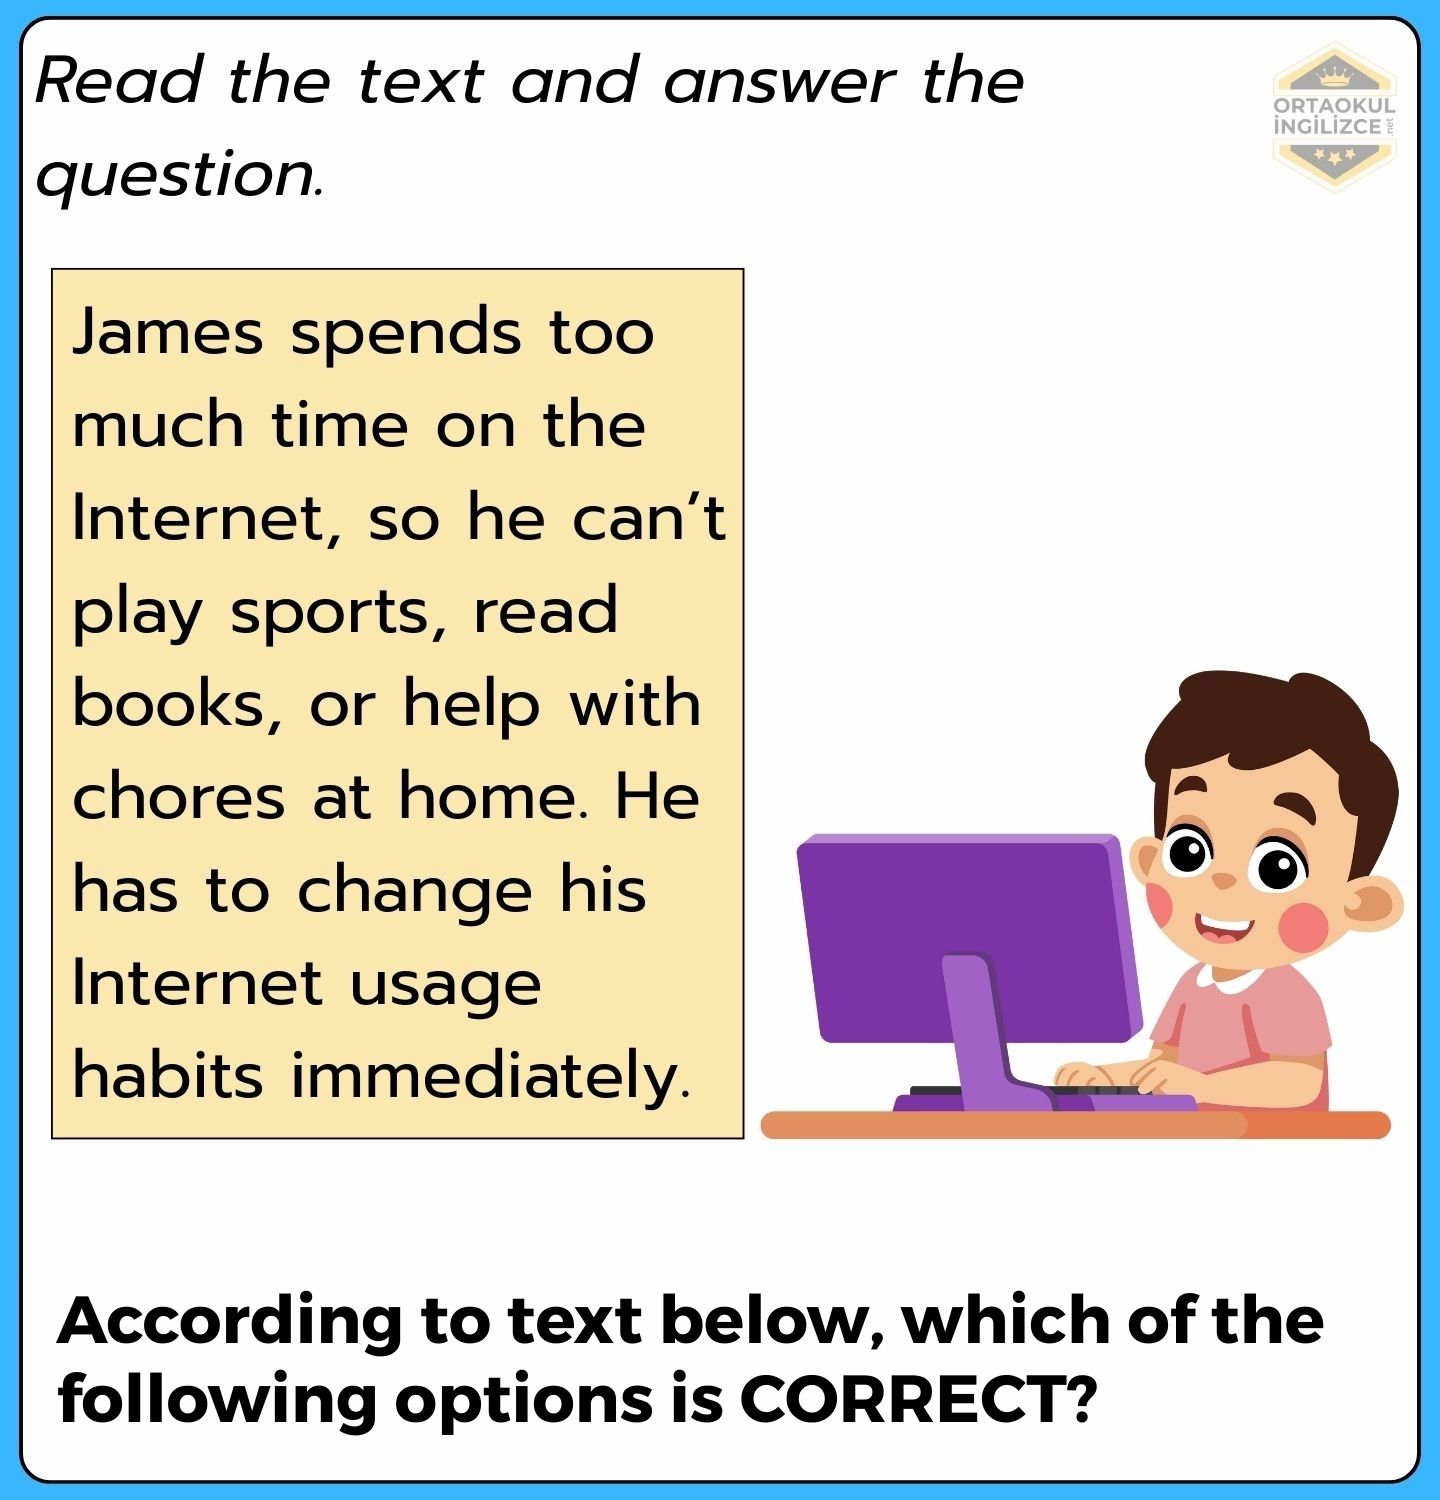 Read the text and answer the
question.
ORTAOKUL
İNGİLİZCE
.net
James spends too
much time on the
Internet, so he can’t
play sports, read
books, or help with
chores at home. He
has to change his
Internet usage
habits immediately.
According to text below, which of the
following options is CORRECT?